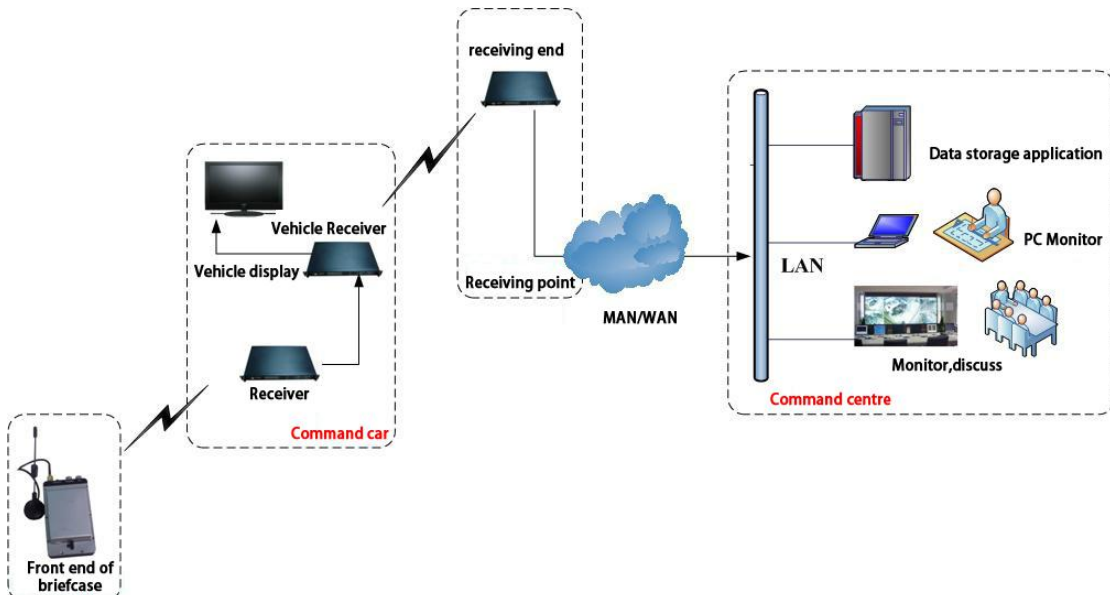 receiving end
Receiving point
Vehicle Receiver
Vehicle display
Receiver
Command car
Front end of
briefcase
MAN/WAN
LAN
Data storage application
PC Monitor
Monitor,discuss
Command centre